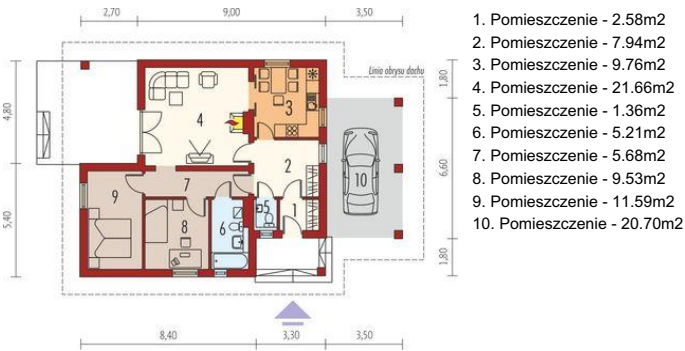 2,70 9,00 3,50
Linia obrysu dachu
4,80
5,40
1,80
6,60
1,80
4
3
2
7
9
8
6
5
1
10
8,40 3,30 3,50
1. Pomieszczenie - 2.58m2
2. Pomieszczenie - 7.94m2
3. Pomieszczenie - 9.76m2
4. Pomieszczenie - 21.66m2
5. Pomieszczenie - 1.36m2
6. Pomieszczenie - 5.21m2
7. Pomieszczenie - 5.68m2
8. Pomieszczenie - 9.53m2
9. Pomieszczenie - 11.59m2
10. Pomieszczenie - 20.70m2